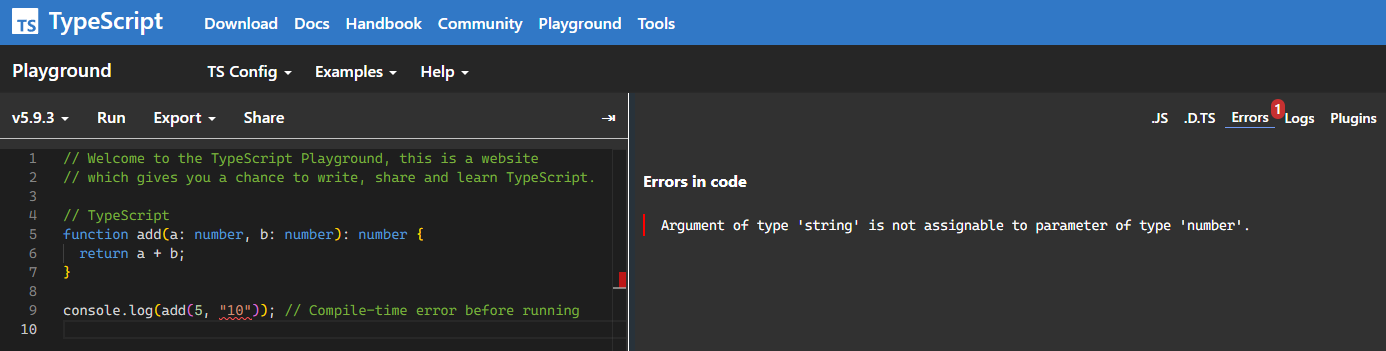 TS TypeScript Download Docs Handbook Community Playground Tools
Playground TS Config Examples Help
v5.9.3 Run Export Share
.JS .D.TS Errors 1 Logs Plugins
1 // Welcome to the TypeScript Playground, this is a website
2 // which gives you a chance to write, share and learn TypeScript.
3
4 // TypeScript
5 function add(a: number, b: number): number {
6   return a + b;
7 }
8
9 console.log(add(5, "10")); // Compile-time error before running
10
Errors in code
Argument of type 'string' is not assignable to parameter of type 'number'.